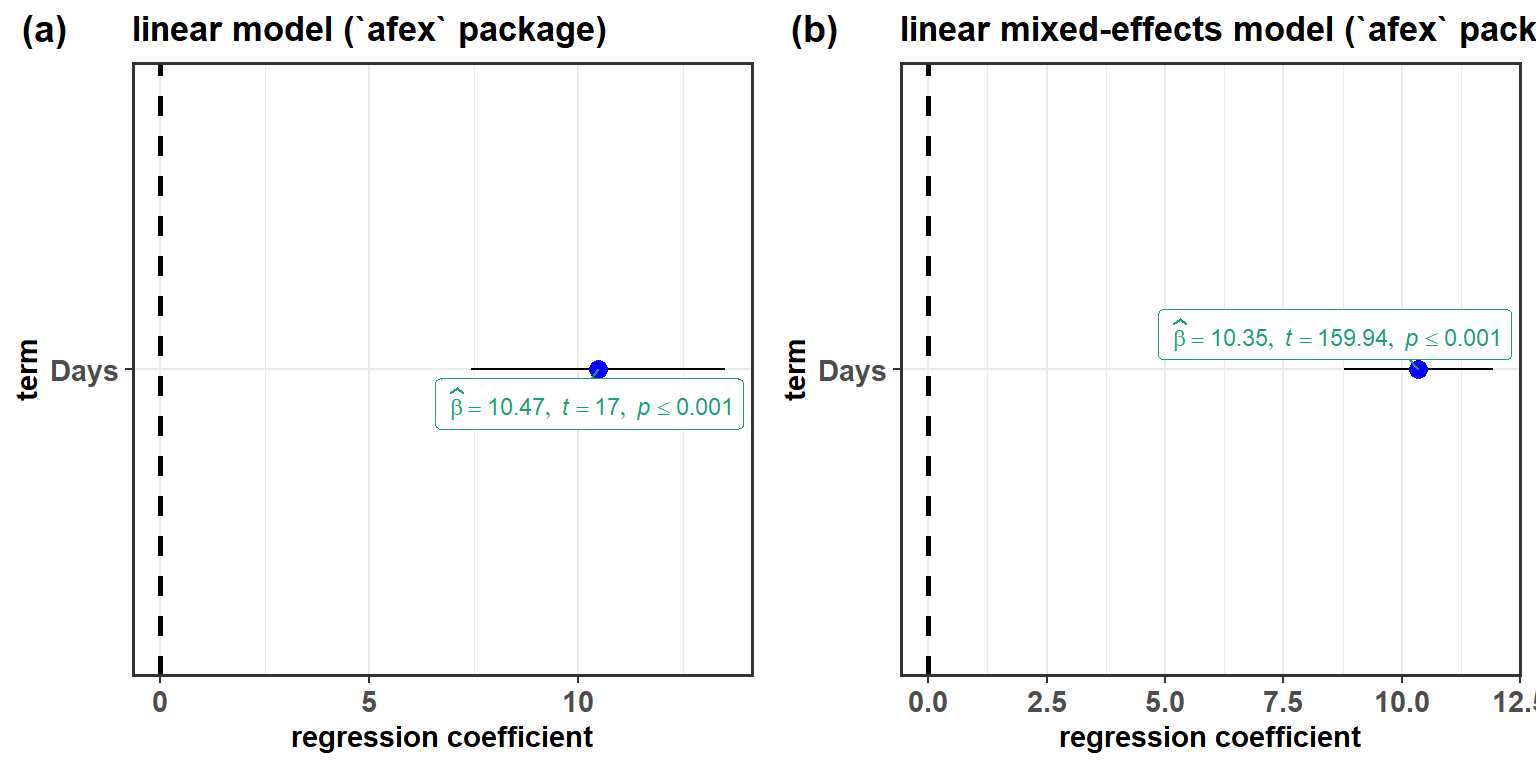 (a) linear model (`afex` package)
term
Days
β̂ = 10.47, t = 17, p ≤ 0.001
0 5 10
regression coefficient
(b) linear mixed-effects model (`afex` pack
term
Days
β̂ = 10.35, t = 159.94, p ≤ 0.001
0.0 2.5 5.0 7.5 10.0 12.5
regression coefficient